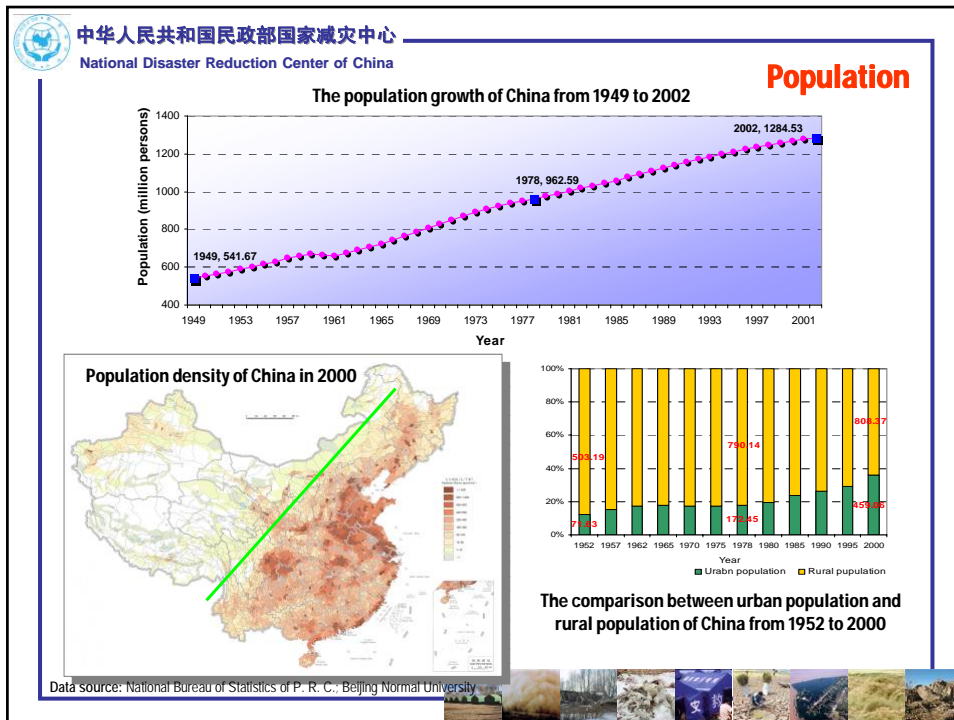 中华人民共和国民政部国家减灾中心
National Disaster Reduction Center of China
Population
The population growth of China from 1949 to 2002
Population (million persons)
1400
1200
1000
800
600
400
1949, 541.67
1978, 962.59
2002, 1284.53
1949 1953 1957 1961 1965 1969 1973 1977 1981 1985 1989 1993 1997 2001
Year
Population density of China in 2000
100%
80%
60%
40%
20%
0%
503.19
71.63
790.14
172.45
808.37
459.06
1952 1957 1962 1965 1970 1975 1978 1980 1985 1990 1995 2000
Year
Urabn population Rural pupulation
The comparison between urban population and
rural population of China from 1952 to 2000
Data source: National Bureau of Statistics of P. R. C.; Beijing Normal University